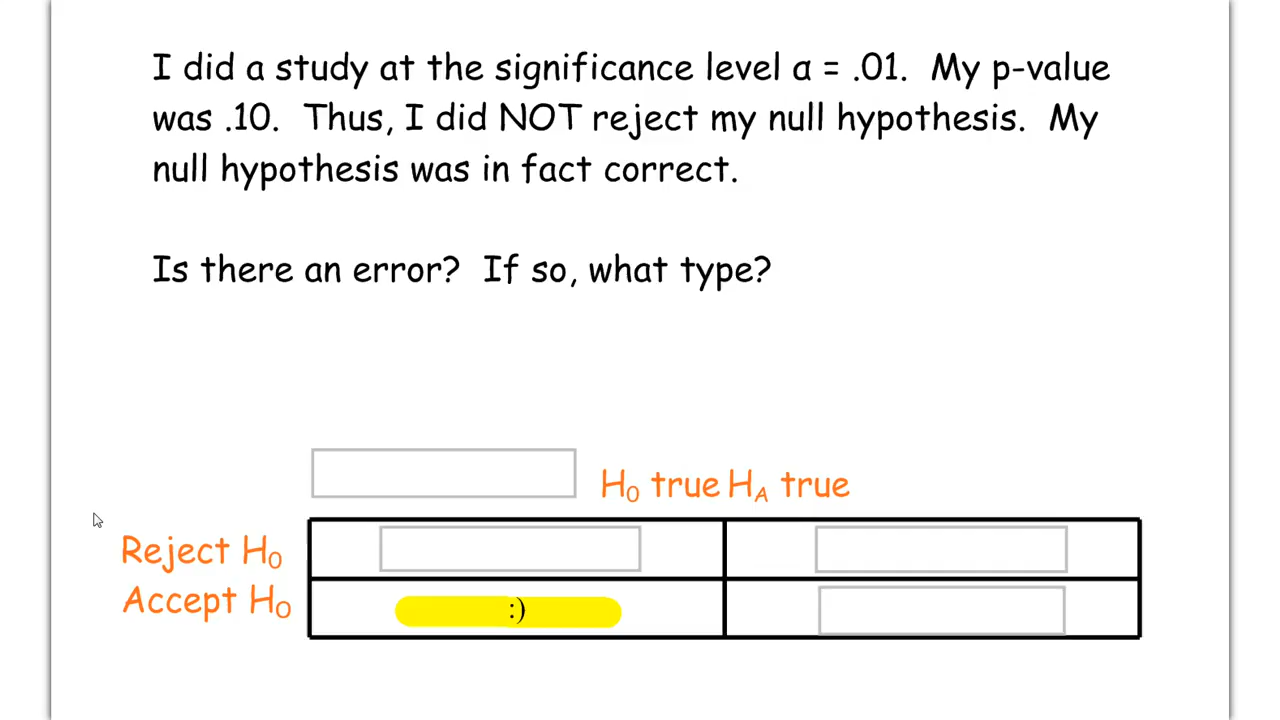 I did a study at the significance level α = .01. My p-value
was .10. Thus, I did NOT reject my null hypothesis. My
null hypothesis was in fact correct.
Is there an error? If so, what type?
H₀ true Hₐ true
Reject H₀
Accept H₀
:)